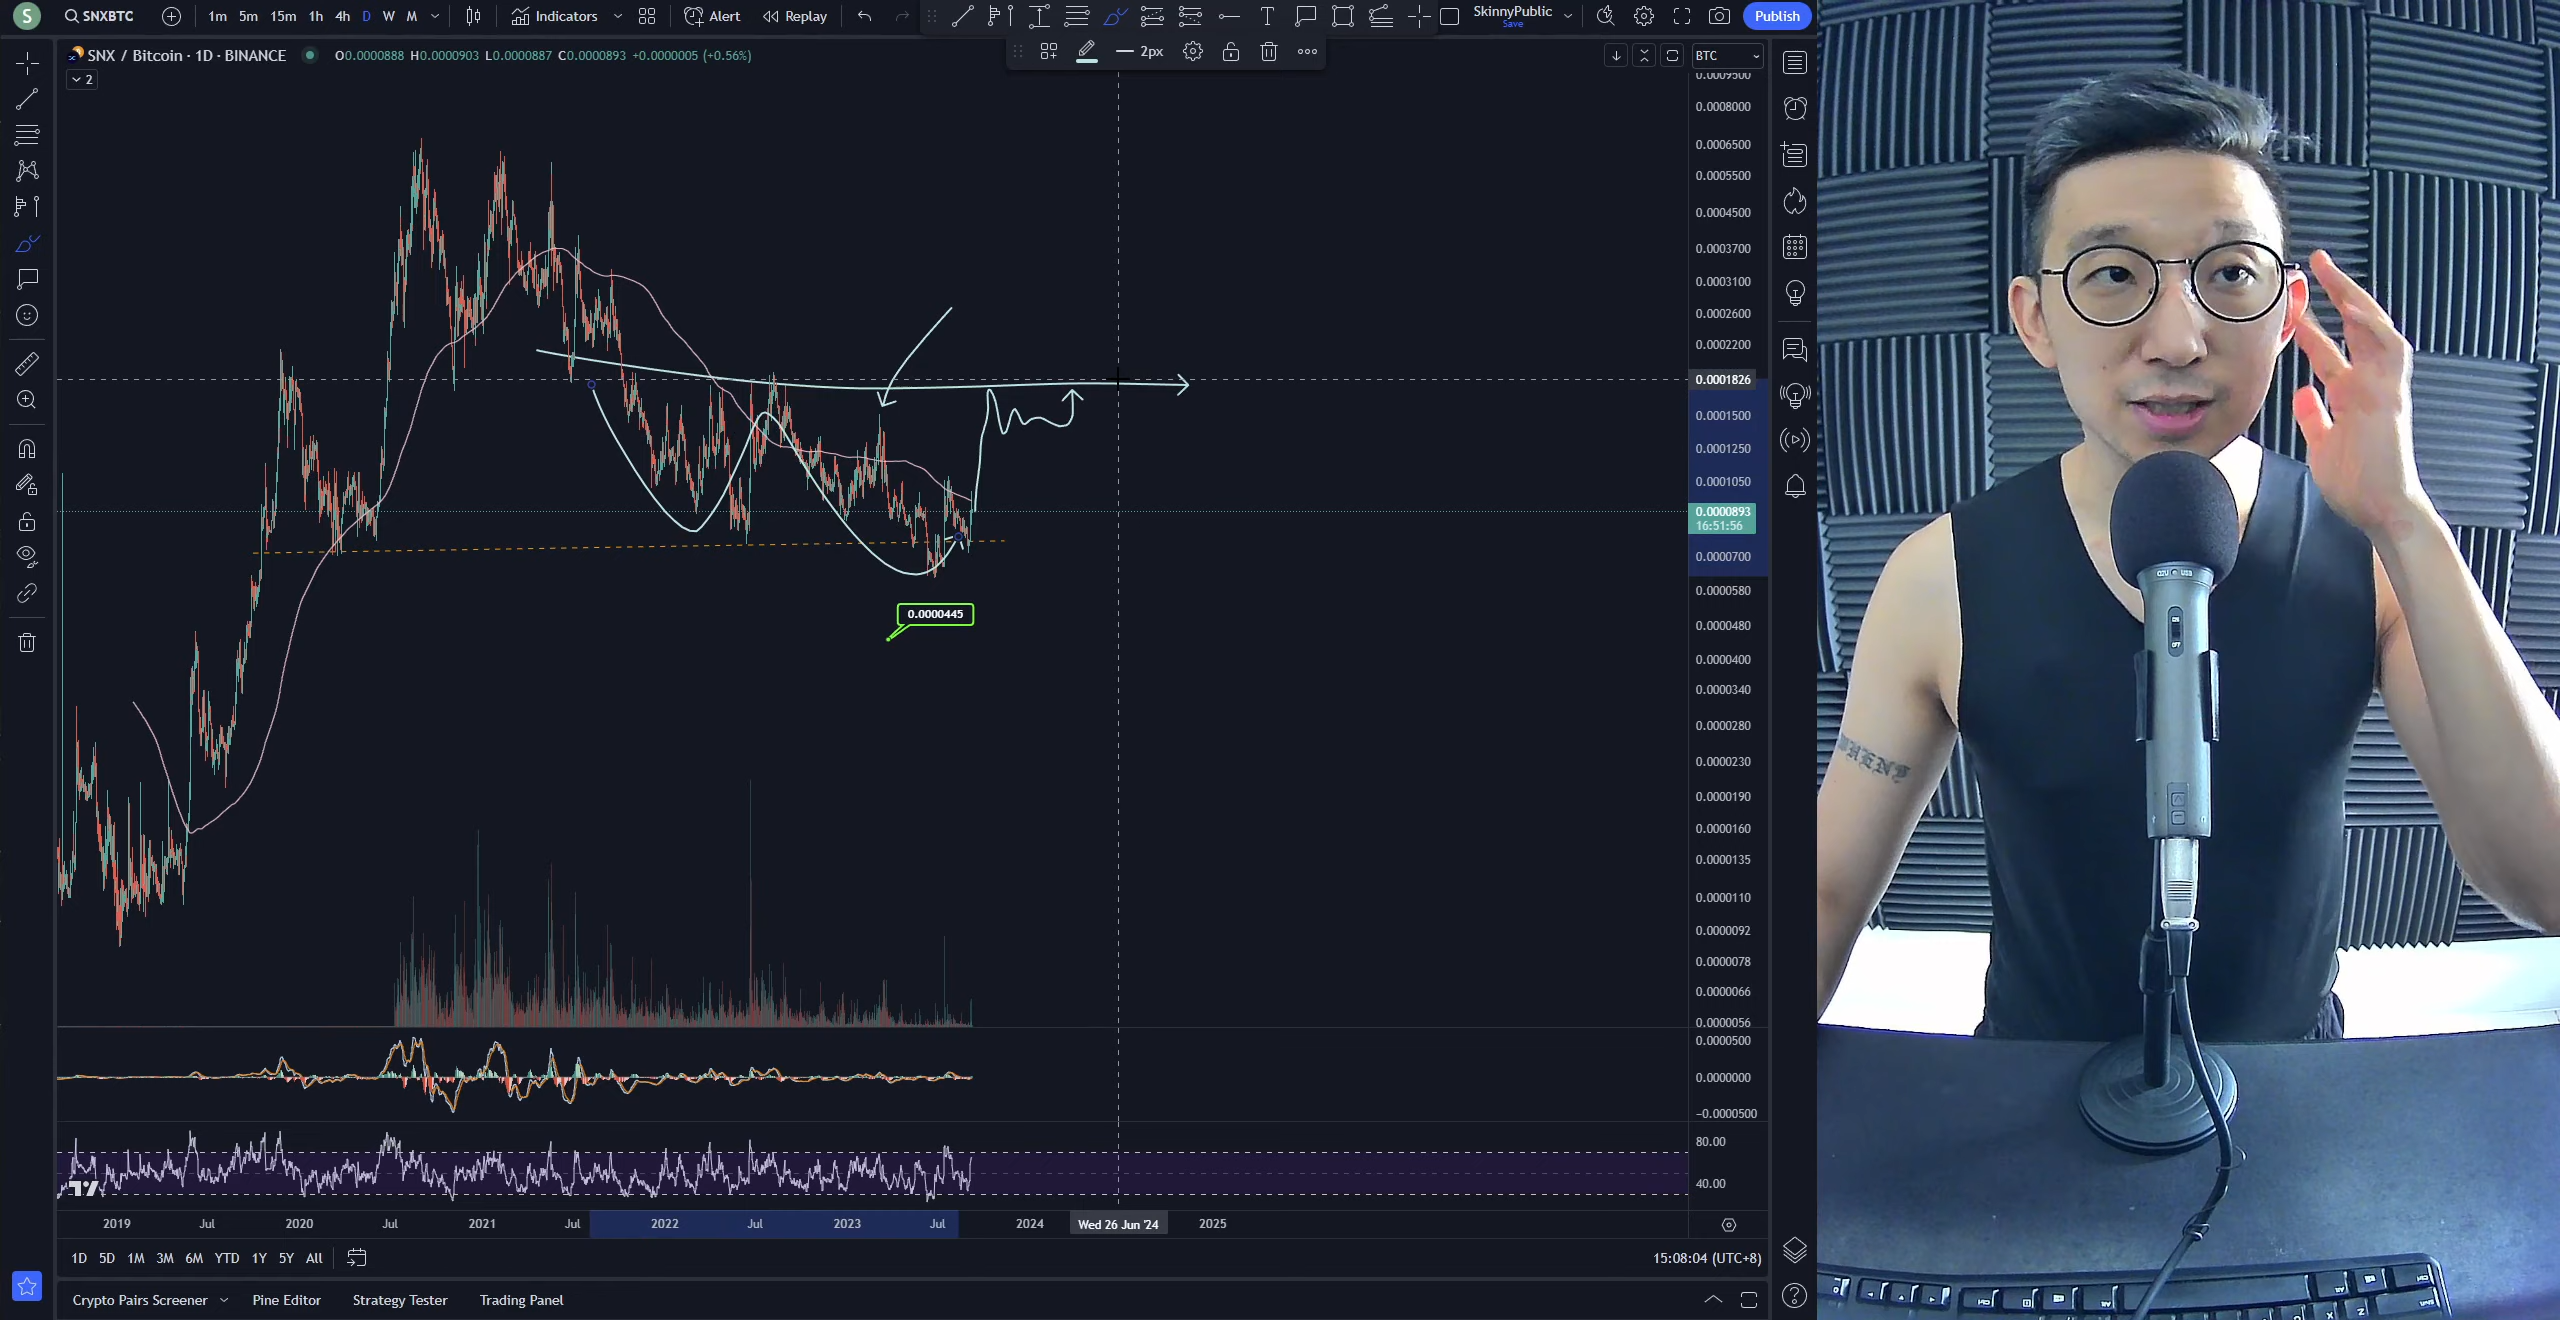 S
SNXBTC
1m 5m 15m 1h 4h D W M
Indicators
Alert
Replay
SkinnyPublic
Save
Publish
SNX / Bitcoin · 1D · BINANCE
O0.0000888 H0.0000903 L0.0000887 C0.0000893 +0.0000005 (+0.56%)
2px
BTC
2
0.0009500
0.0008000
0.0006500
0.0005500
0.0004500
0.0003700
0.0003100
0.0002600
0.0002200
0.0001826
0.0001500
0.0001250
0.0001050
0.0000893
16:51:56
0.0000700
0.0000580
0.0000445
0.0000480
0.0000400
0.0000340
0.0000280
0.0000230
0.0000190
0.0000160
0.0000135
0.0000110
0.0000092
0.0000078
0.0000066
0.0000056
0.0000500
0.0000000
−0.0000500
80.00
40.00
2019 Jul 2020 Jul 2021 Jul 2022 Jul 2023 Jul 2024 Wed 26 Jun '24 2025
1D 5D 1M 3M 6M YTD 1Y 5Y All
15:08:04 (UTC+8)
Crypto Pairs Screener Pine Editor Strategy Tester Trading Panel